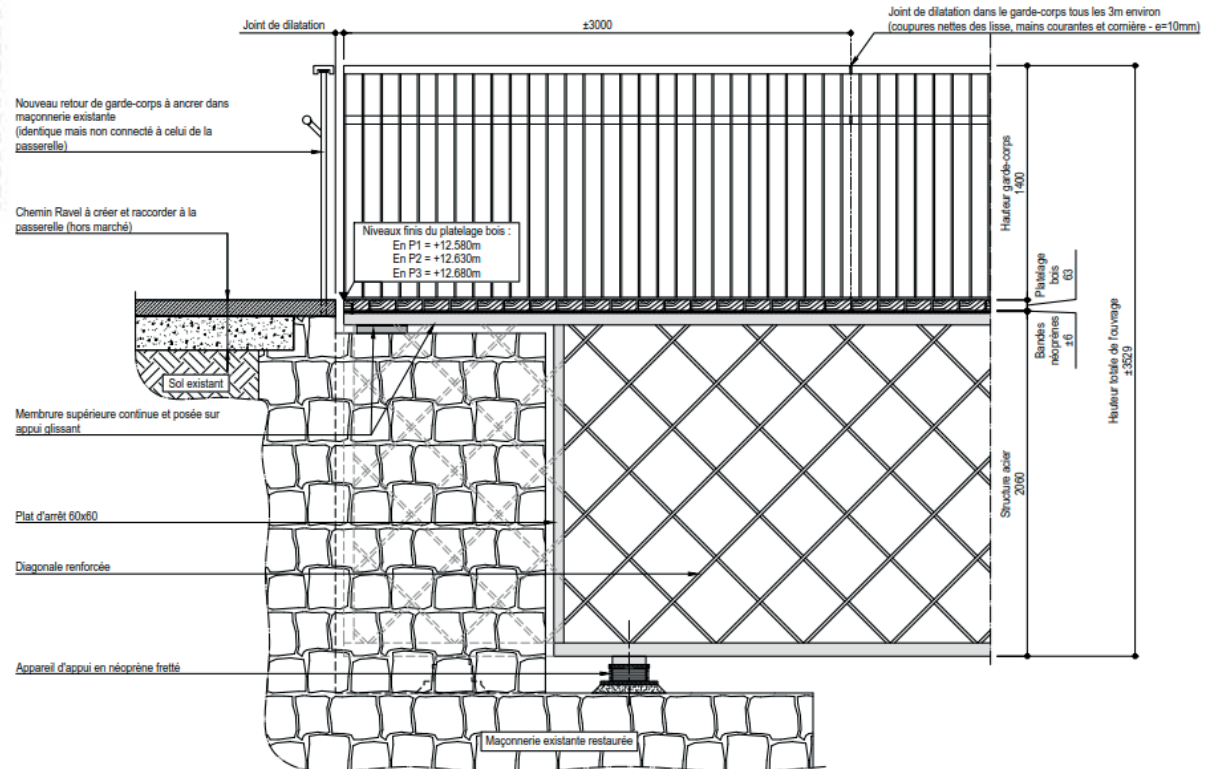 Joint de dilatation
±3000
Joint de dilatation dans le garde-corps tous les 3m environ
(coupures nettes des lisse, mains courantes et cornière - e=10mm)
Nouveau retour de garde-corps à ancrer dans
maçonnerie existante
(identique mais non connecté à celui de la
passerelle)
Chemin Ravel à créer et raccorder à la
passerelle (hors marché)
Niveaux finis du platelage bois :
En P1 = +12.580m
En P2 = +12.630m
En P3 = +12.680m
Hauteur garde-corps
1400
Platelage
bois
63
Bandes
néoprènes
±6
Hauteur totale de l'ouvrage
±3529
Structure acier
2060
Sol existant
Membrure supérieure continue et posée sur
appui glissant
Plat d'arrêt 60x60
Diagonale renforcée
Appareil d'appui en néoprène fretté
Maçonnerie existante restaurée